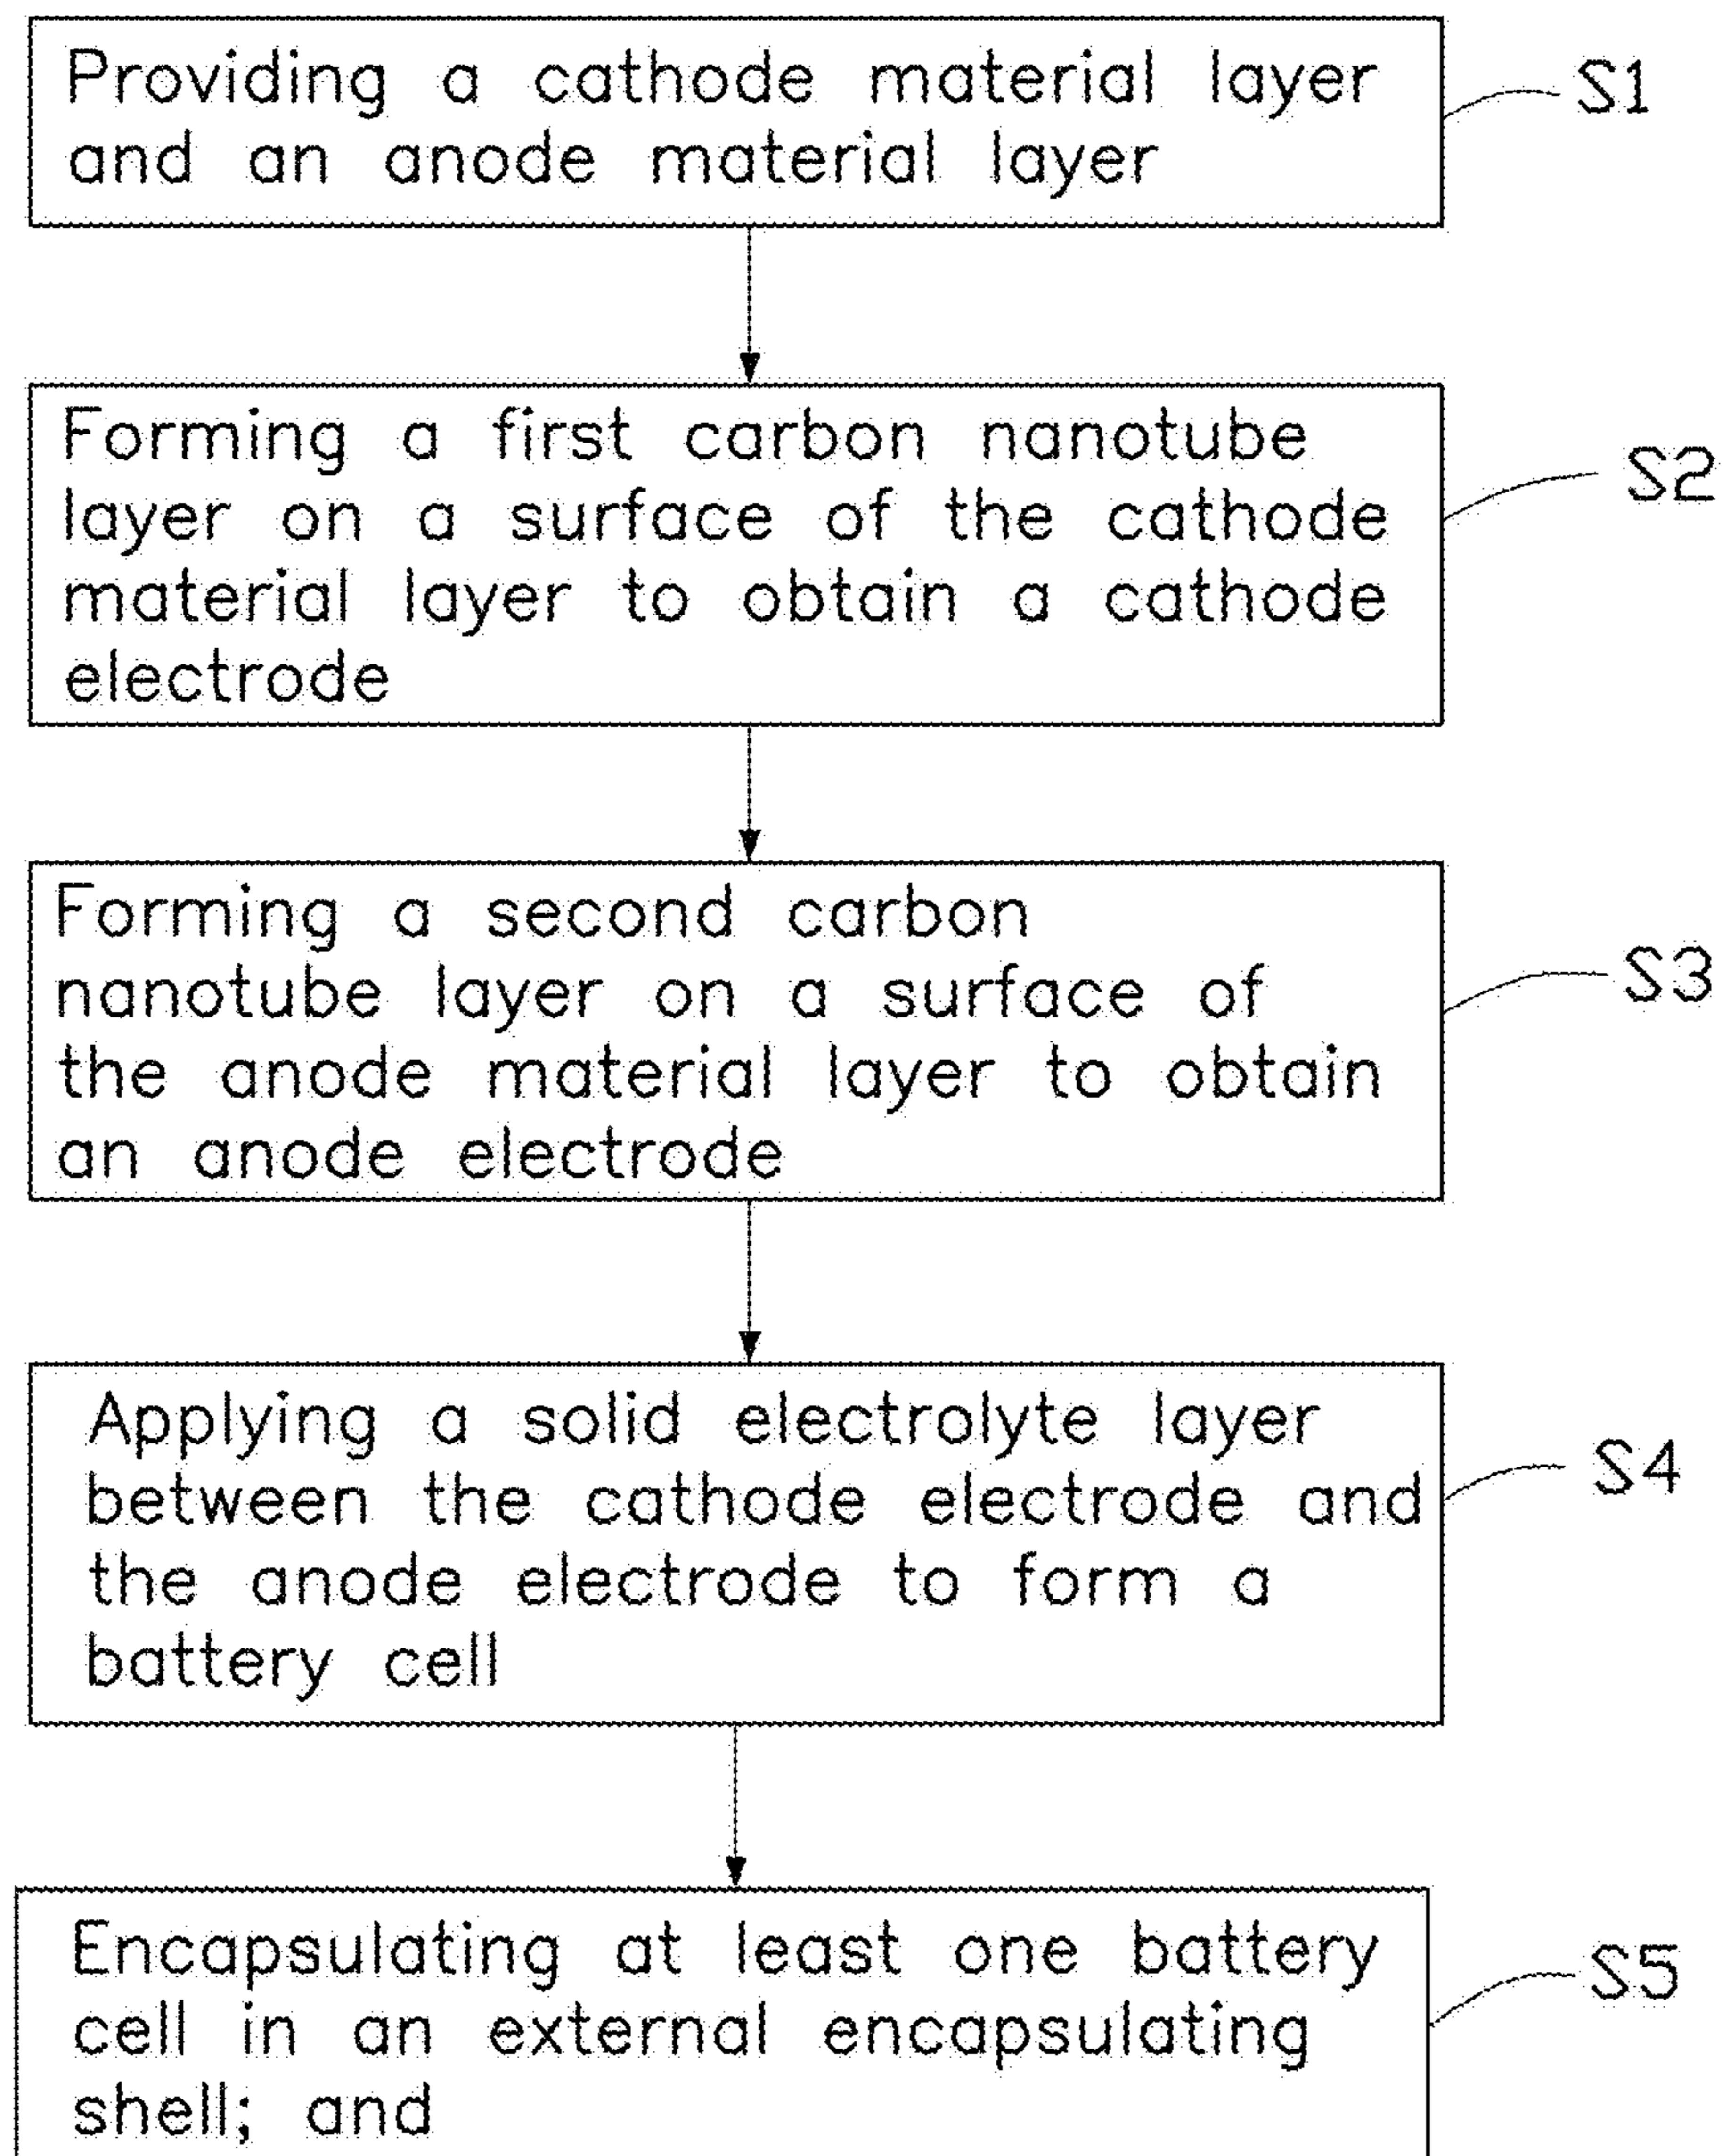 Providing a cathode material layer
and an anode material layer
S1
Forming a first carbon nanotube
layer on a surface of the cathode
material layer to obtain a cathode
electrode
S2
Forming a second carbon
nanotube layer on a surface of
the anode material layer to obtain
an anode electrode
S3
Applying a solid electrolyte layer
between the cathode electrode and
the anode electrode to form a
battery cell
S4
Encapsulating at least one battery
cell in an external encapsulating
shell; and
S5